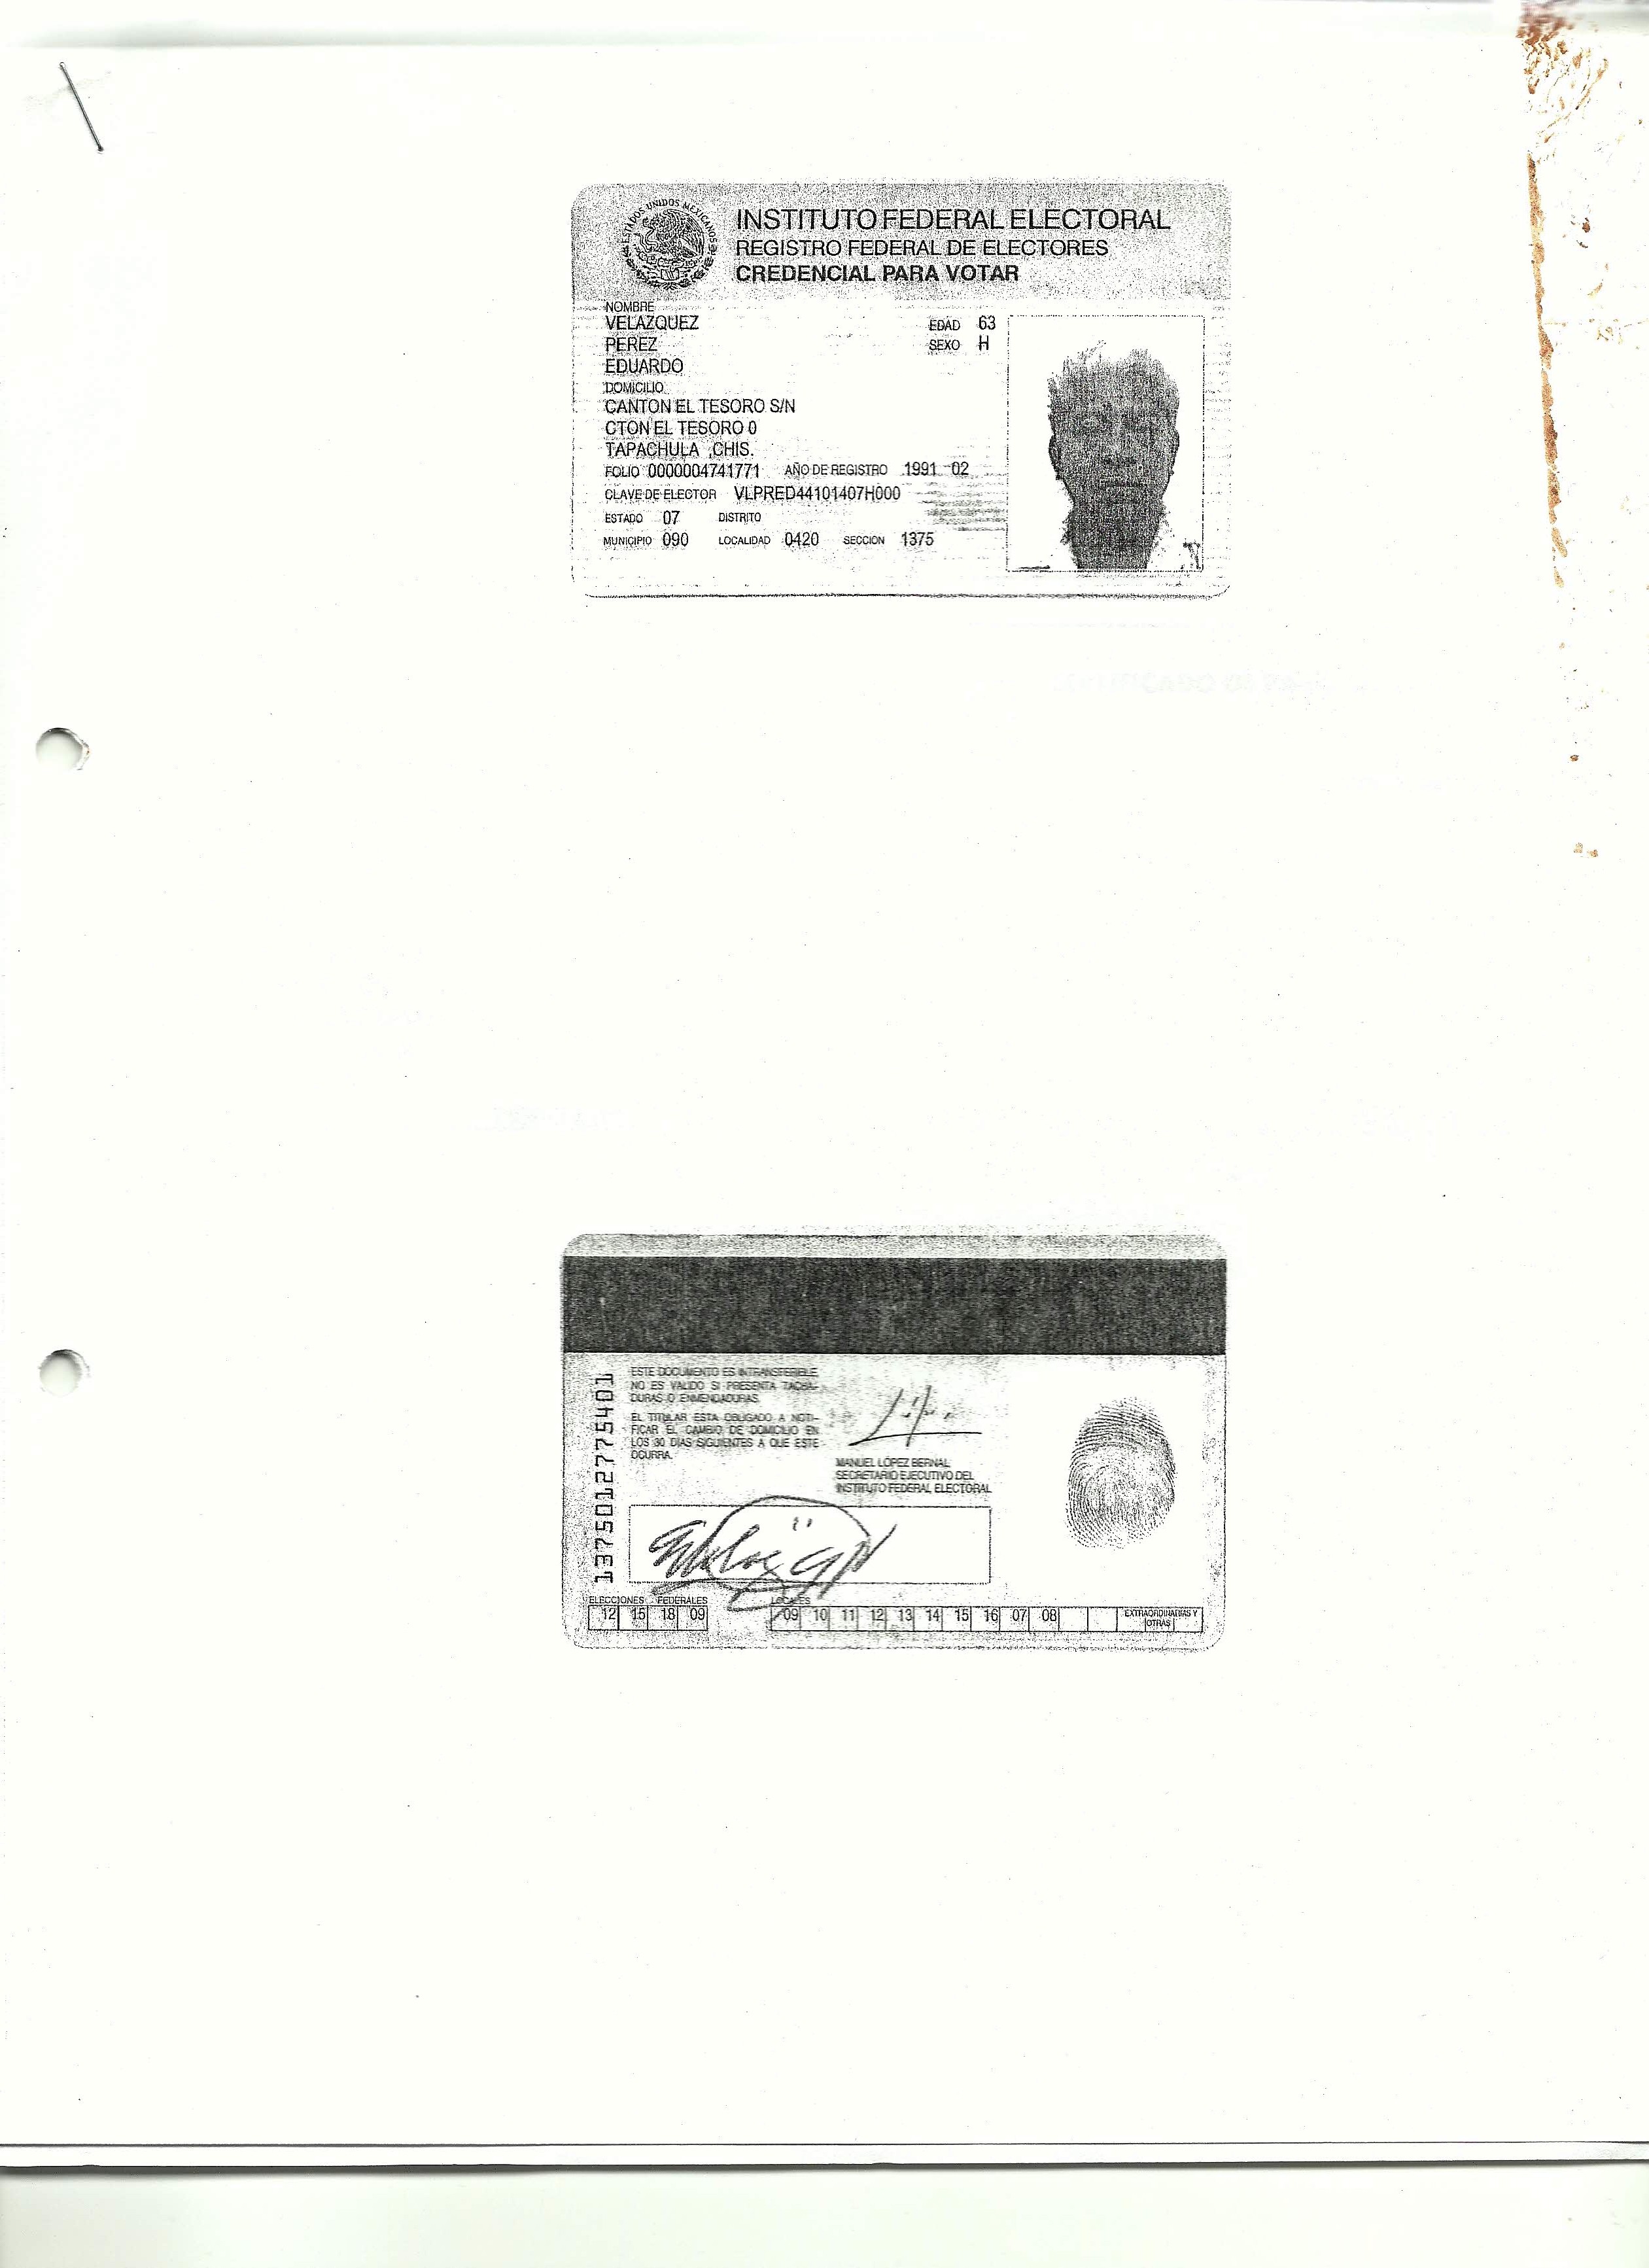 ESTADOS UNIDOS MEXICANOS
INSTITUTO FEDERAL ELECTORAL
REGISTRO FEDERAL DE ELECTORES
CREDENCIAL PARA VOTAR
NOMBRE
VELAZQUEZ
EDAD 63
PEREZ
SEXO H
EDUARDO
DOMICILIO
CANTON EL TESORO S/N
CTON EL TESORO 0
TAPACHULA ,CHIS.
FOLIO 0000004741771 AÑO DE REGISTRO 1991 02
CLAVE DE ELECTOR VLPRED44101407H000
ESTADO 07 DISTRITO
MUNICIPIO 090 LOCALIDAD 0420 SECCION 1375
1375012775401
ESTE DOCUMENTO ES INTRANSFERIBLE
NO ES VALIDO SI PRESENTA TACHA-
DURAS O ENMENDADURAS.
EL TITULAR ESTA OBLIGADO A NOTI-
FICAR EL CAMBIO DE DOMICILIO EN
LOS 30 DIAS SIGUIENTES A QUE ESTE
OCURRA.
MANUEL LOPEZ BERNAL
SECRETARIO EJECUTIVO DEL
INSTITUTO FEDERAL ELECTORAL
ELECCIONES FEDERALES
12 15 18 09
LOCALES
09 10 11 12 13 14 15 16 07 08
EXTRAORDINARIAS Y
OTRAS